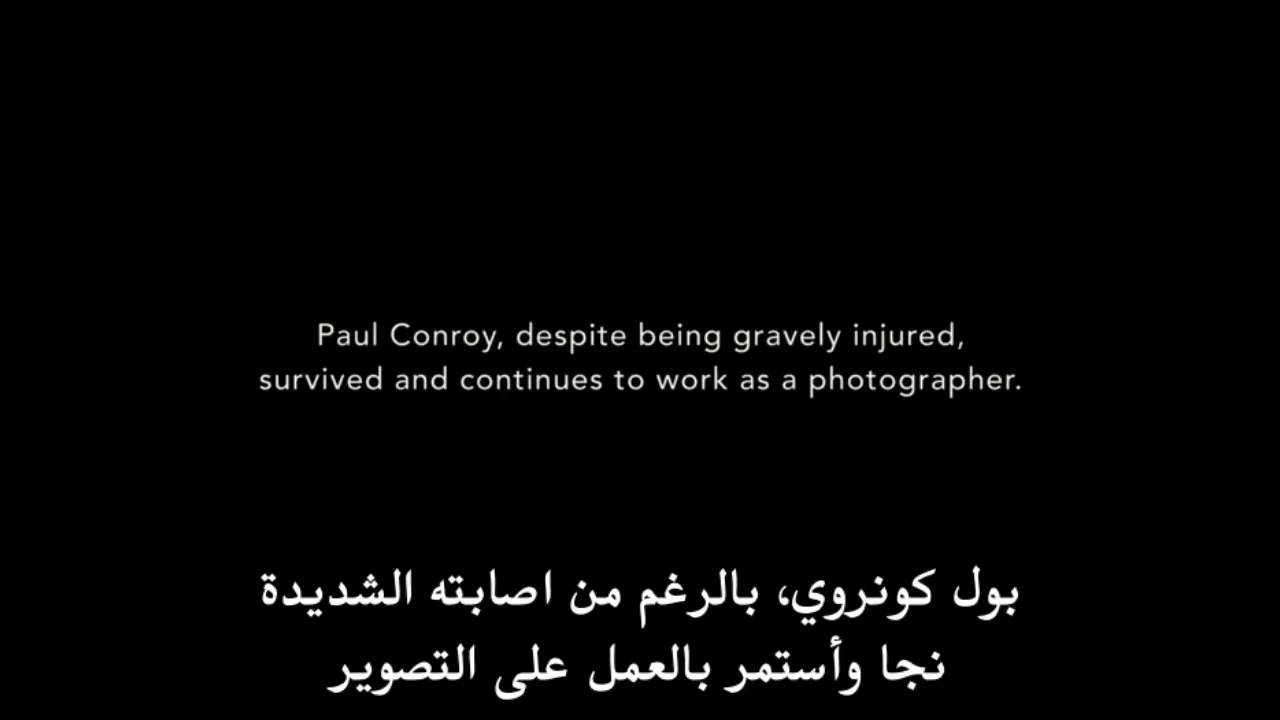 Paul Conroy, despite being gravely injured,
survived and continues to work as a photographer.
بول كونروي، بالرغم من اصابته الشديدة
نجا وأستمر بالعمل على التصوير